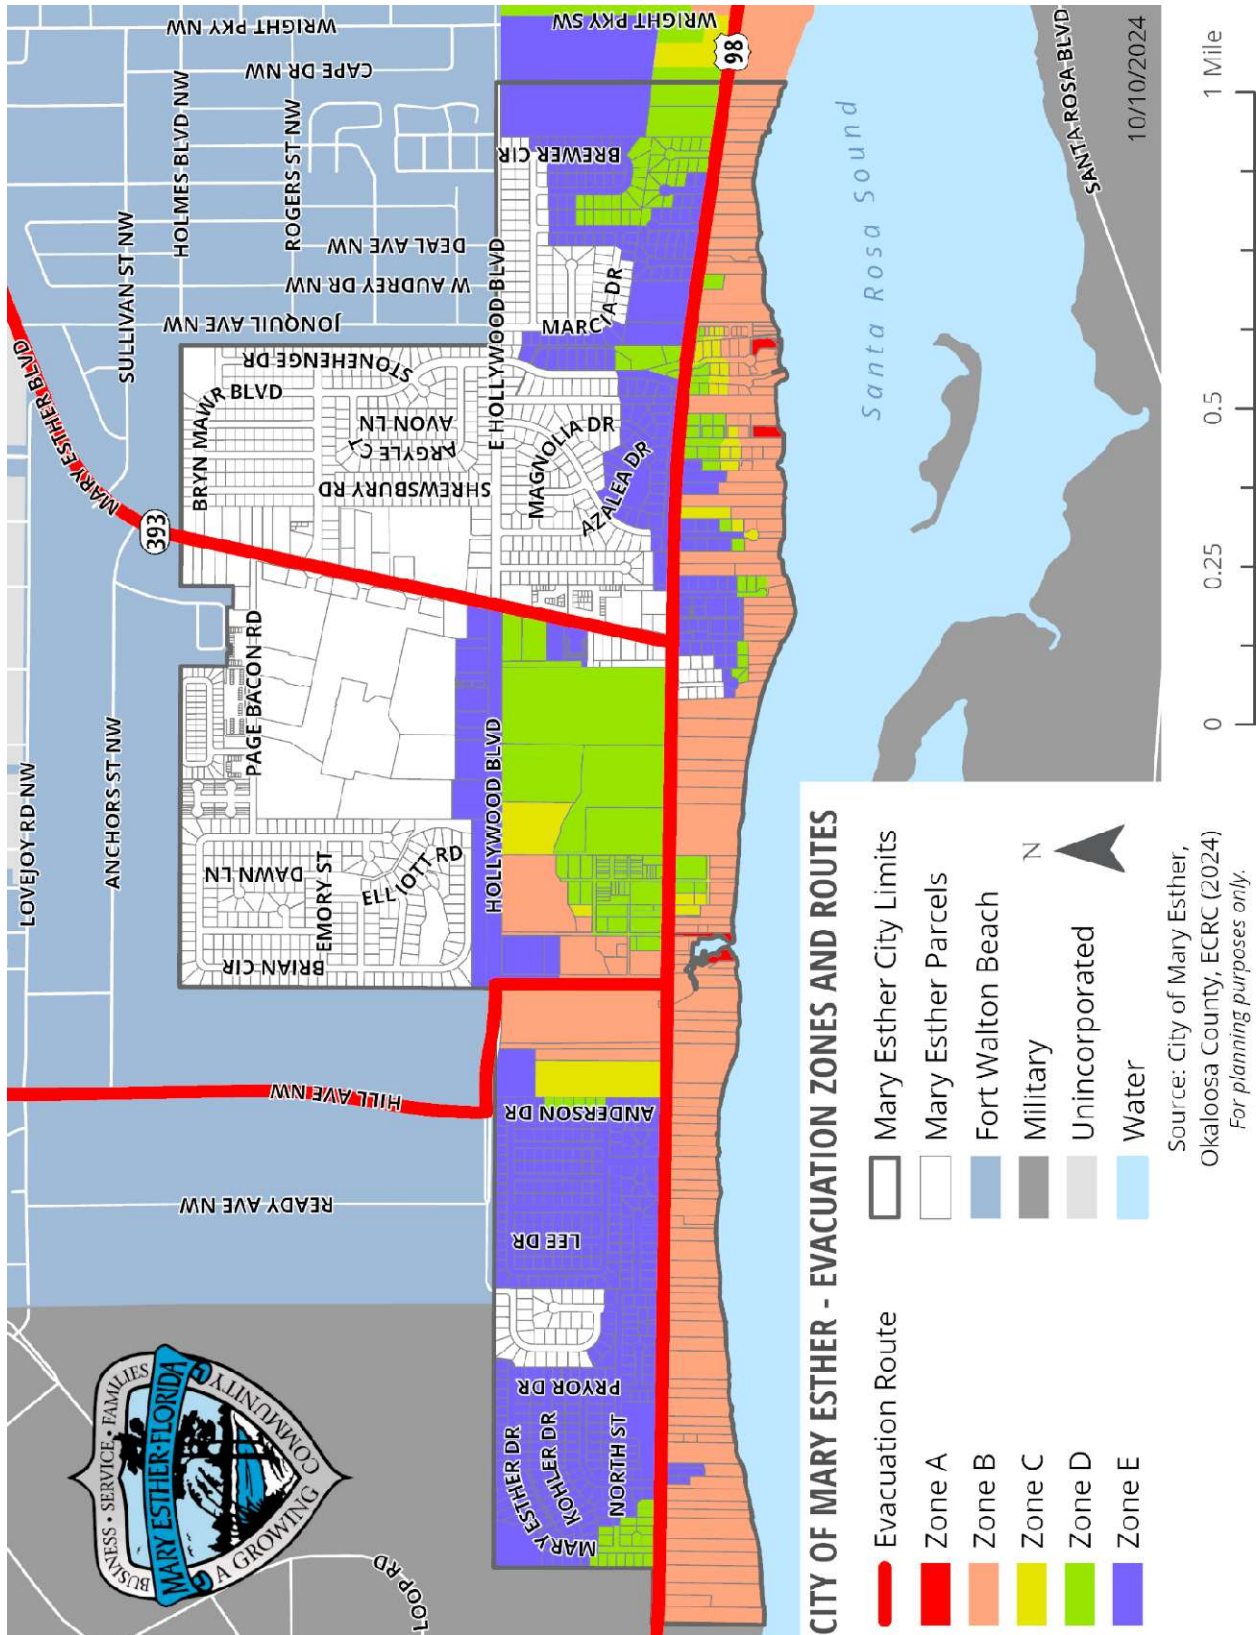 BUSINESS • SERVICE • FAMILIES
MARY ESTHER•FLORIDA
A GROWING COMMUNITY
LOOP RD
LOVEJOY RD NW
ANCHORS ST NW
READY AVE NW
HILL AVE NW
MARY ESTHER BLVD
393
SULLIVAN ST NW
HOLMES BLVD NW
ROGERS ST NW
WRIGHT PKY NW
CAPE DR NW
DEAL AVE NW
W AUDREY DR NW
JONQUIL AVE NW
STONEHENGE DR
BRYN MAWR BLVD
AVON LN
ARGYLE CT
SHREWSBURY RD
PAGE BACON RD
DAWN LN
EMORY ST
ELLIOTT RD
BRIAN CIR
HOLLYWOOD BLVD
E HOLLYWOOD BLVD
MAGNOLIA DR
AZALEA DR
MARCIA DR
BREWER CIR
WRIGHT PKY SW
98
ANDERSON DR
LEE DR
PRYOR DR
MARY ESTHER DR
KOHLER DR
NORTH ST
MARY
Santa Rosa Sound
SANTA ROSA BLVD
10/10/2024
CITY OF MARY ESTHER - EVACUATION ZONES AND ROUTES
Evacuation Route
Zone A
Zone B
Zone C
Zone D
Zone E
Mary Esther City Limits
Mary Esther Parcels
Fort Walton Beach
Military
Unincorporated
Water
N
Source: City of Mary Esther,
Okaloosa County, ECRC (2024)
For planning purposes only.
0 0.25 0.5 1 Mile